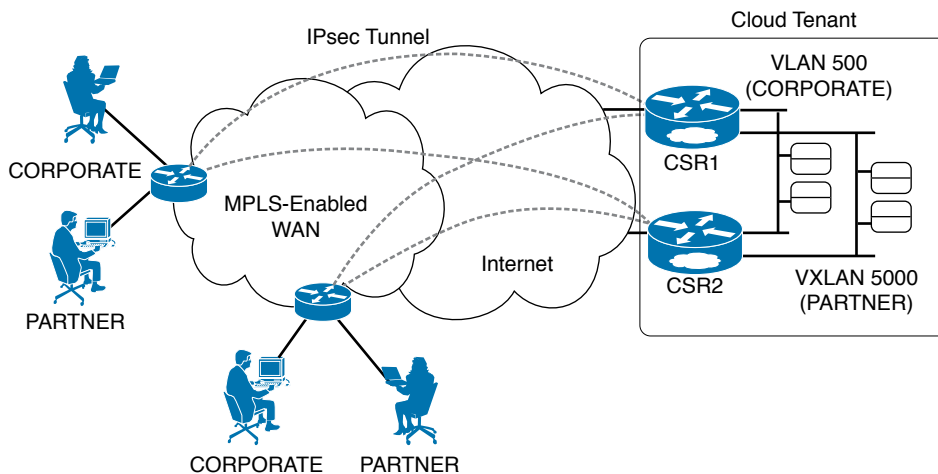 Cloud Tenant
IPsec Tunnel
VLAN 500
(CORPORATE)
CORPORATE
CSR1
MPLS-Enabled
WAN
Internet
PARTNER
CSR2
VXLAN 5000
(PARTNER)
CORPORATE
PARTNER